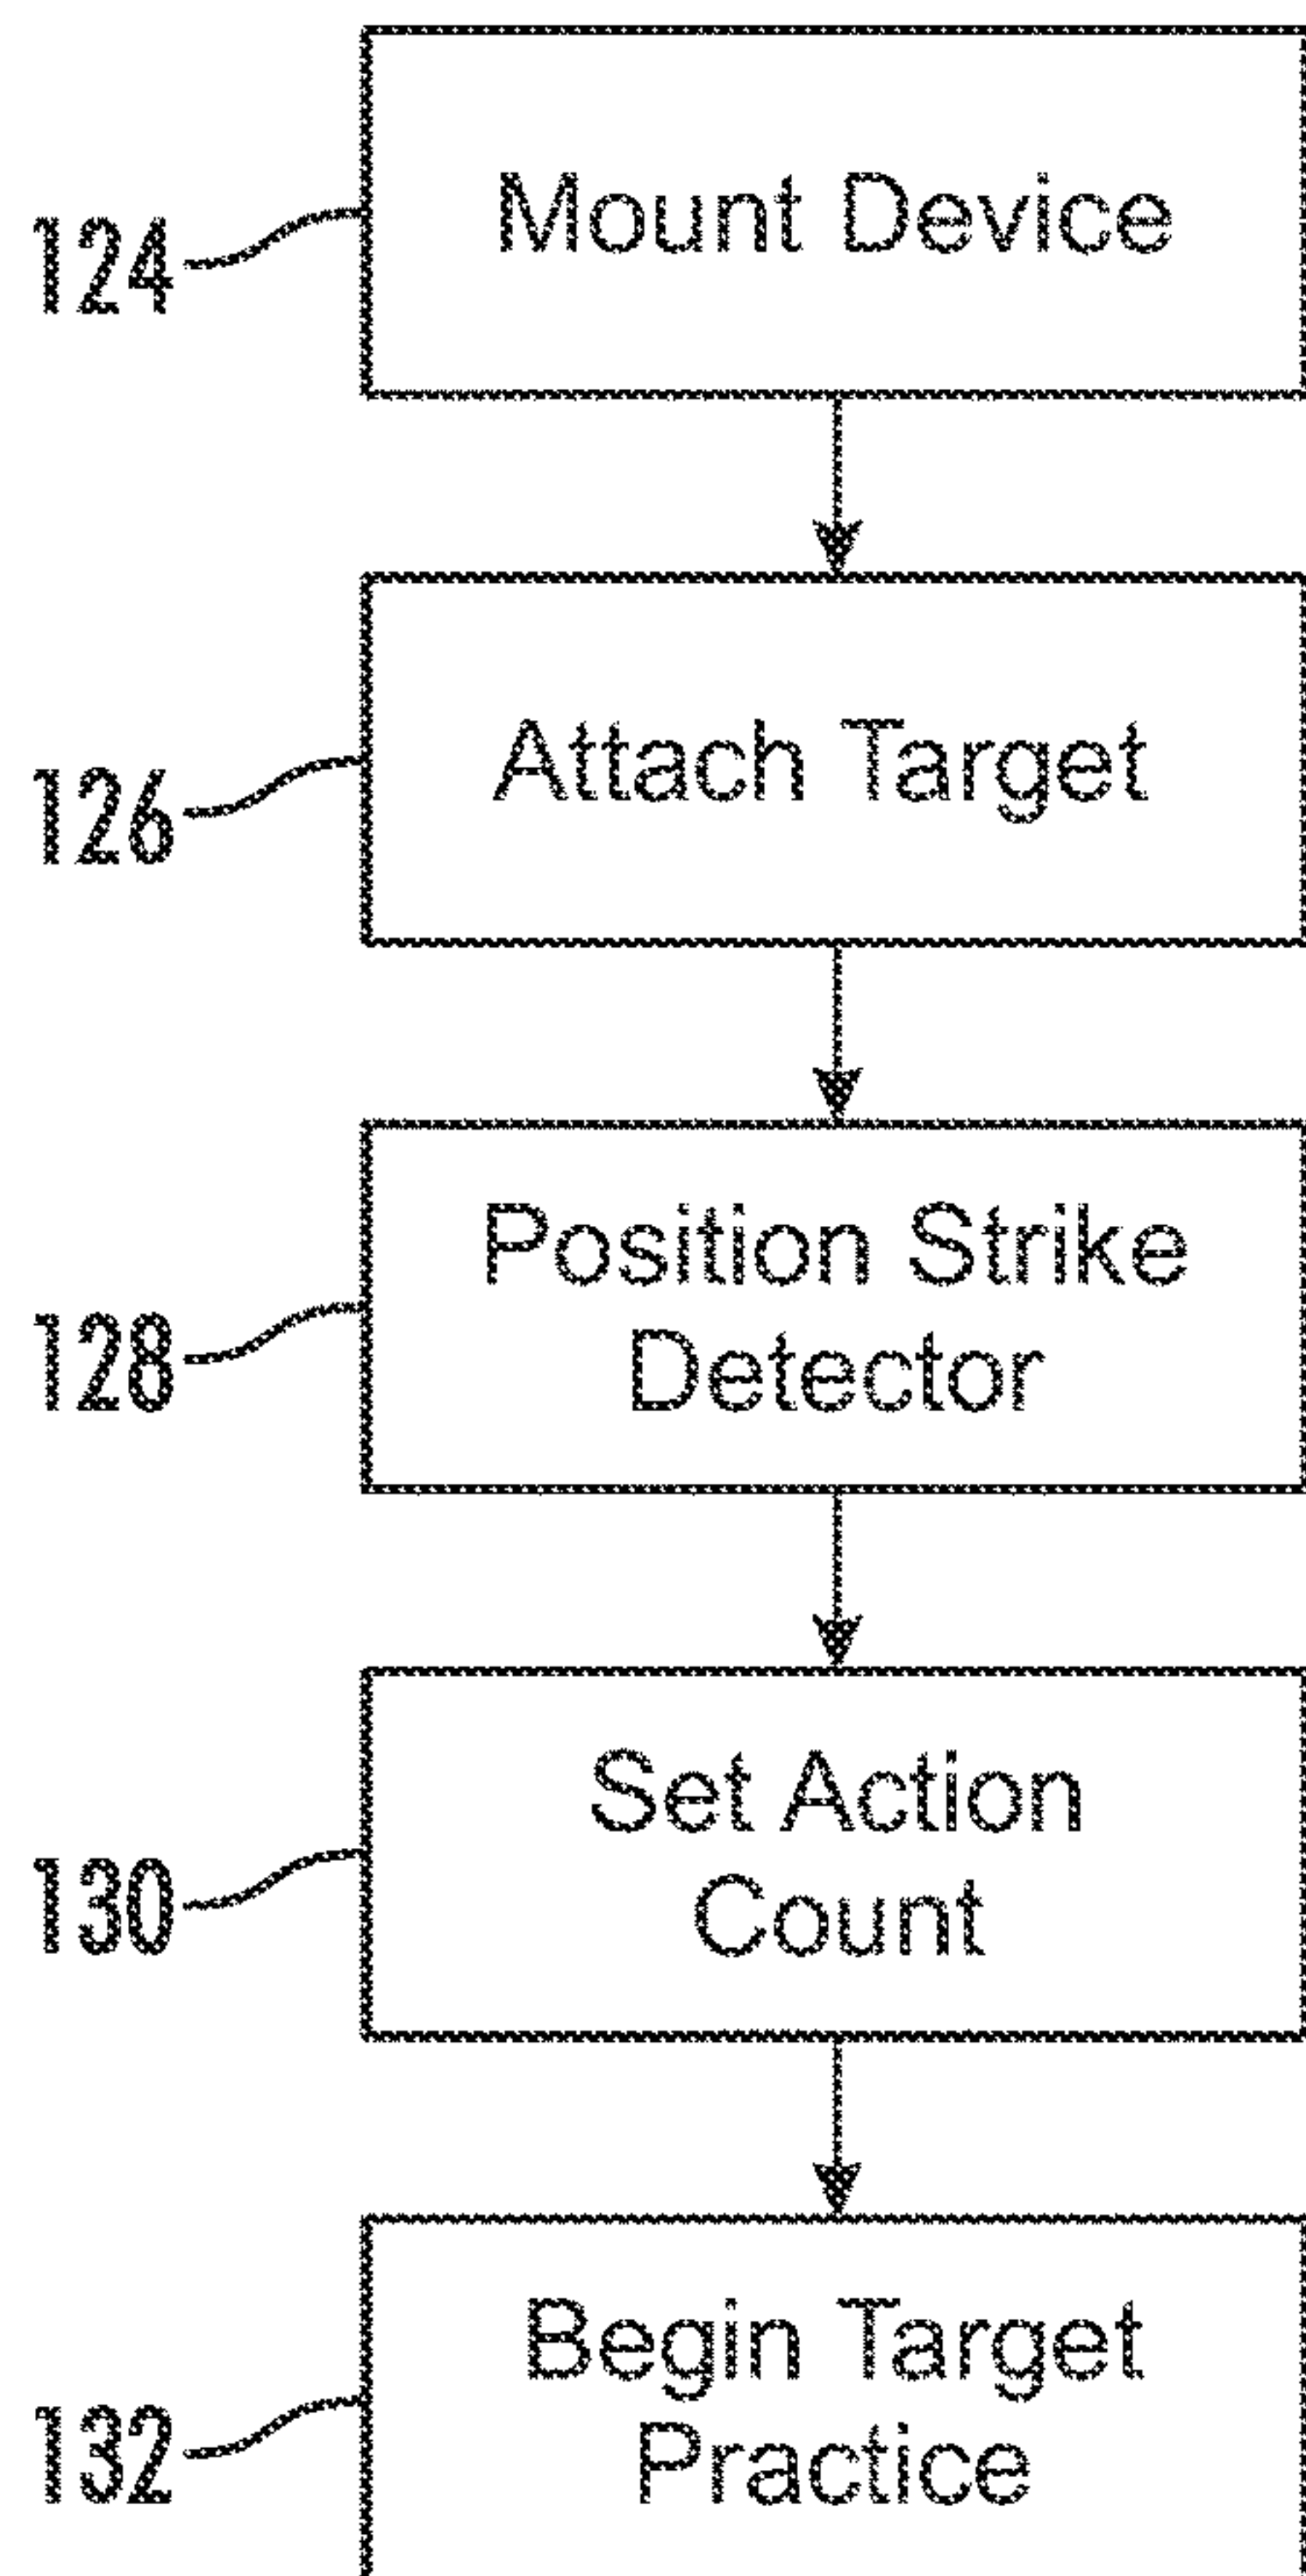 124
Mount Device
126
Attach Target
128
Position Strike
Detector
130
Set Action
Count
132
Begin Target
Practice